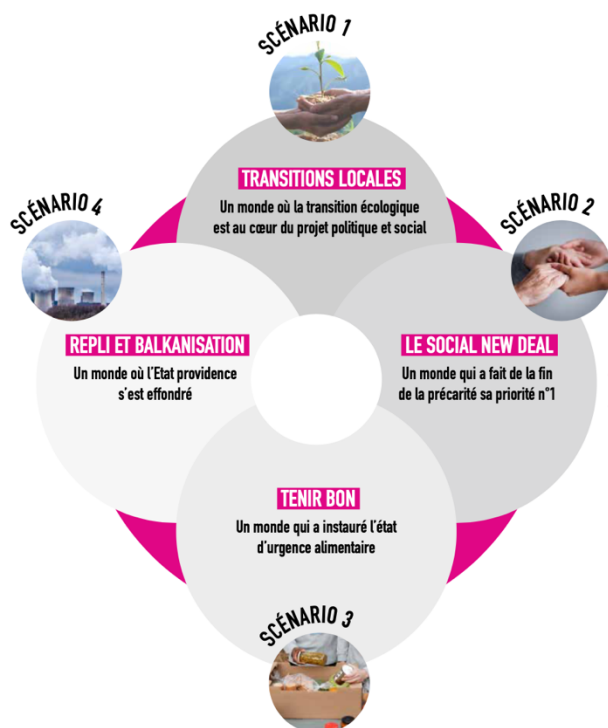 SCÉNARIO 1
TRANSITIONS LOCALES
Un monde où la transition écologique
est au cœur du projet politique et social
SCÉNARIO 2
LE SOCIAL NEW DEAL
Un monde qui a fait de la fin
de la précarité sa priorité n°1
SCÉNARIO 3
TENIR BON
Un monde qui a instauré l’état
d’urgence alimentaire
SCÉNARIO 4
REPLI ET BALKANISATION
Un monde où l’Etat providence
s’est effondré